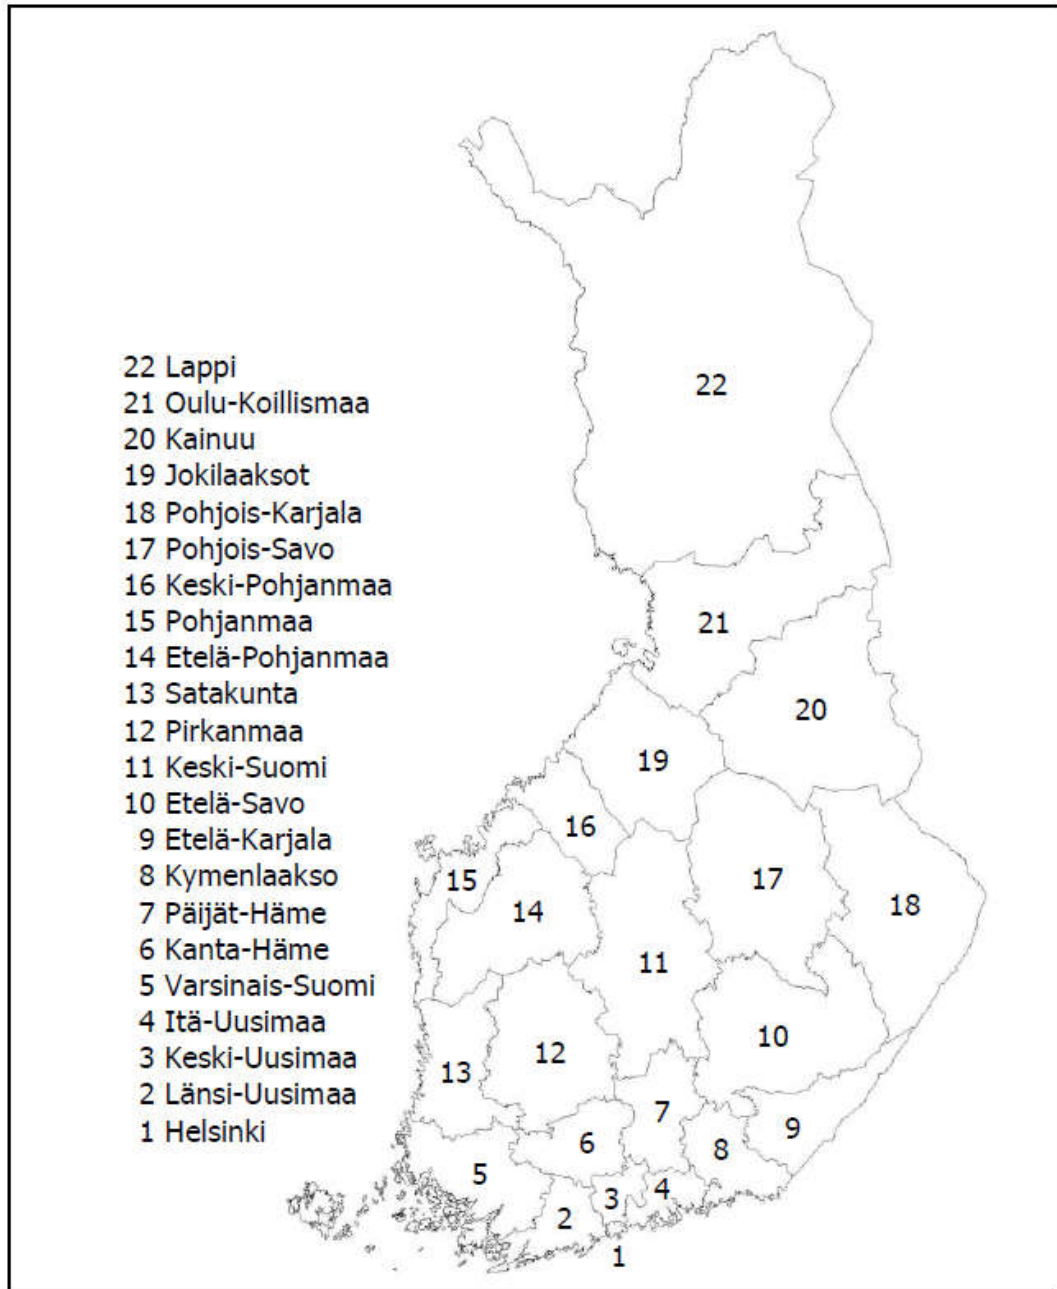 22 Lappi
21 Oulu-Koillismaa
20 Kainuu
19 Jokilaaksot
18 Pohjois-Karjala
17 Pohjois-Savo
16 Keski-Pohjanmaa
15 Pohjanmaa
14 Etelä-Pohjanmaa
13 Satakunta
12 Pirkanmaa
11 Keski-Suomi
10 Etelä-Savo
9 Etelä-Karjala
8 Kymenlaakso
7 Päijät-Häme
6 Kanta-Häme
5 Varsinais-Suomi
4 Itä-Uusimaa
3 Keski-Uusimaa
2 Länsi-Uusimaa
1 Helsinki
22
21
20
19
16
15
17
14
18
11
10
12
13
7
9
6
8
5
4
3
2
1